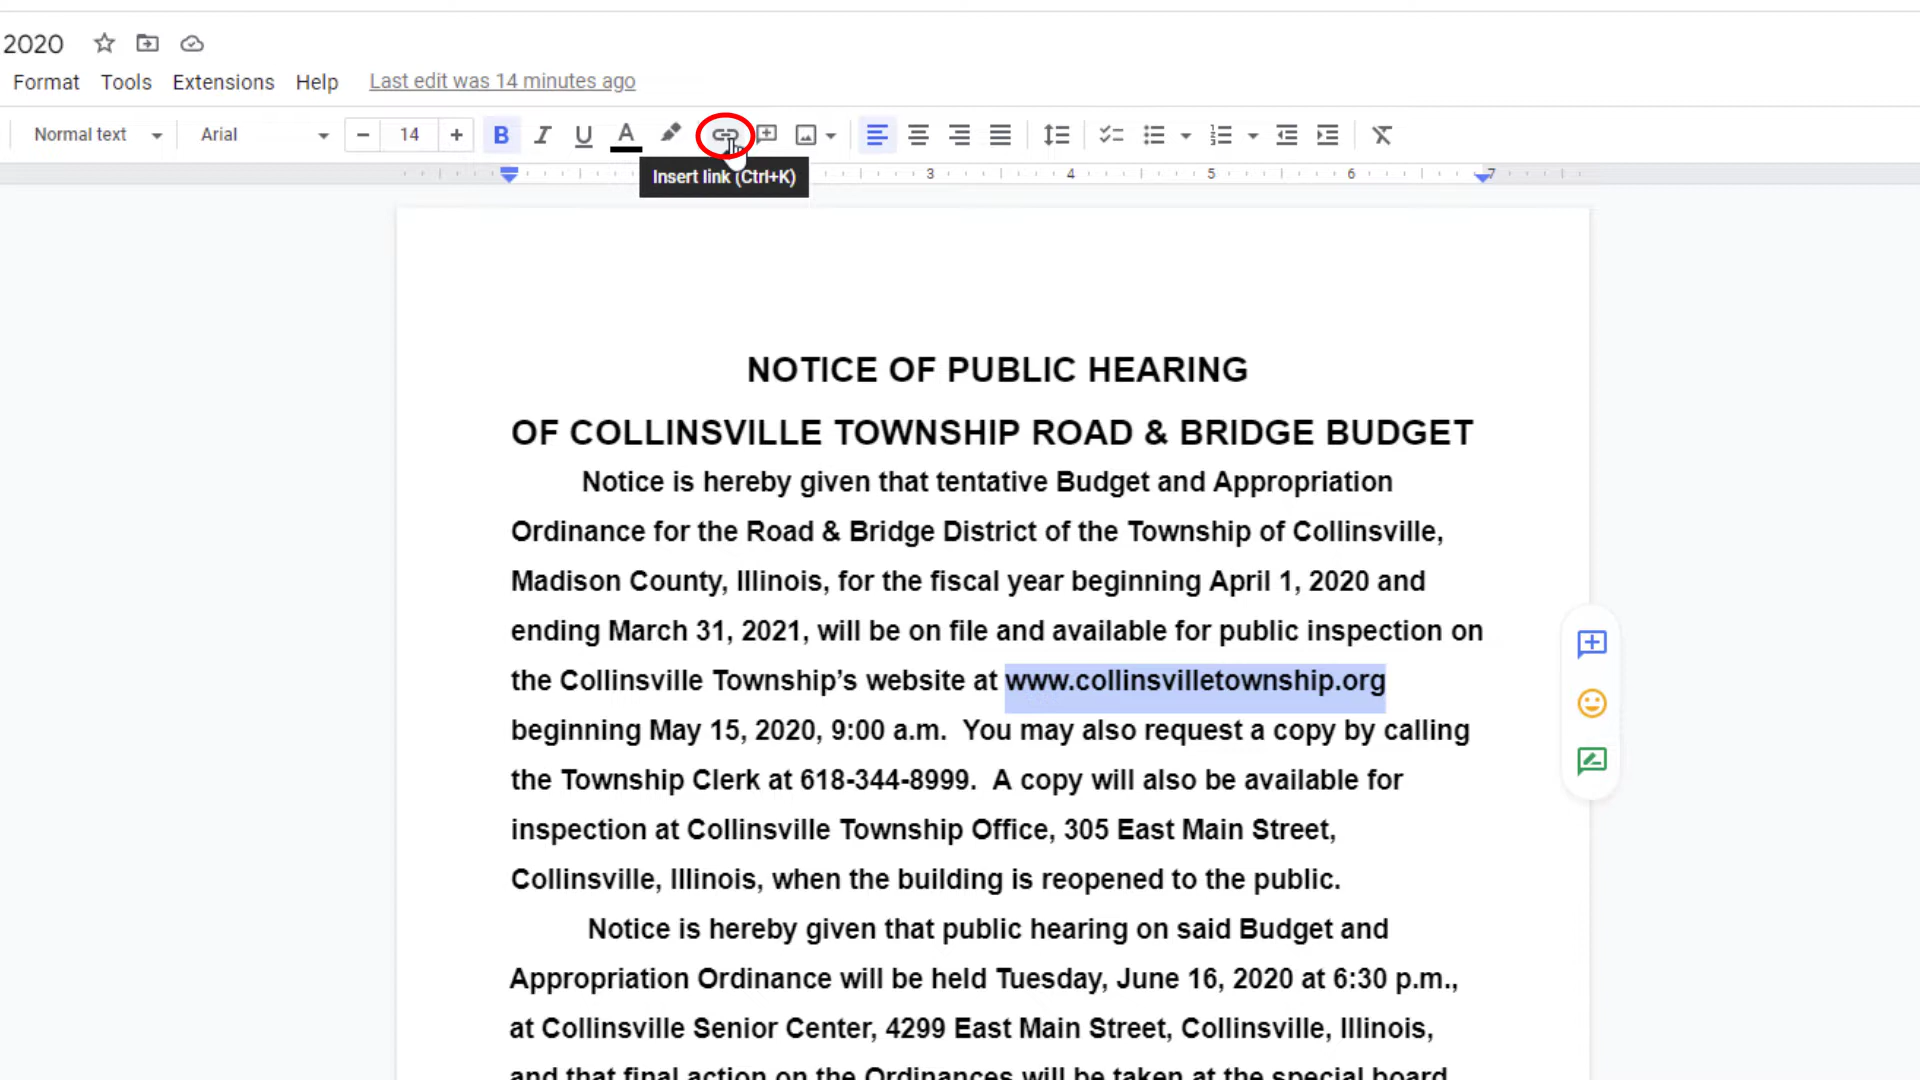 2020
Format Tools Extensions Help Last edit was 14 minutes ago
Normal text Arial 14 B I U A
Insert link (Ctrl+K) 3 4 5 6 7
NOTICE OF PUBLIC HEARING
OF COLLINSVILLE TOWNSHIP ROAD & BRIDGE BUDGET
Notice is hereby given that tentative Budget and Appropriation
Ordinance for the Road & Bridge District of the Township of Collinsville,
Madison County, Illinois, for the fiscal year beginning April 1, 2020 and
ending March 31, 2021, will be on file and available for public inspection on
the Collinsville Township’s website at www.collinsvilletownship.org
beginning May 15, 2020, 9:00 a.m.  You may also request a copy by calling
the Township Clerk at 618-344-8999.  A copy will also be available for
inspection at Collinsville Township Office, 305 East Main Street,
Collinsville, Illinois, when the building is reopened to the public.
Notice is hereby given that public hearing on said Budget and
Appropriation Ordinance will be held Tuesday, June 16, 2020 at 6:30 p.m.,
at Collinsville Senior Center, 4299 East Main Street, Collinsville, Illinois,
and that final action on the Ordinances will be taken at the special board